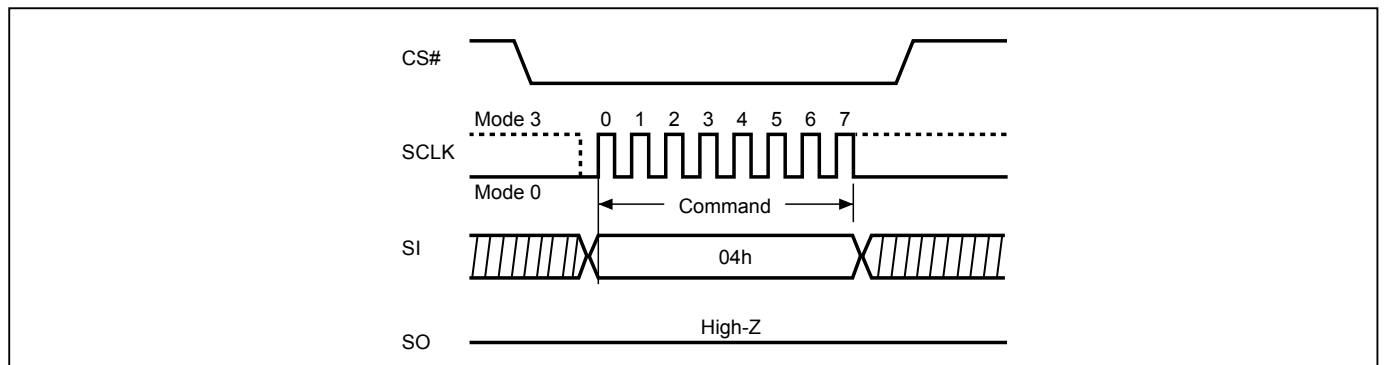 CS#
Mode 3 0 1 2 3 4 5 6 7
SCLK
Mode 0
Command
SI
04h
High-Z
SO